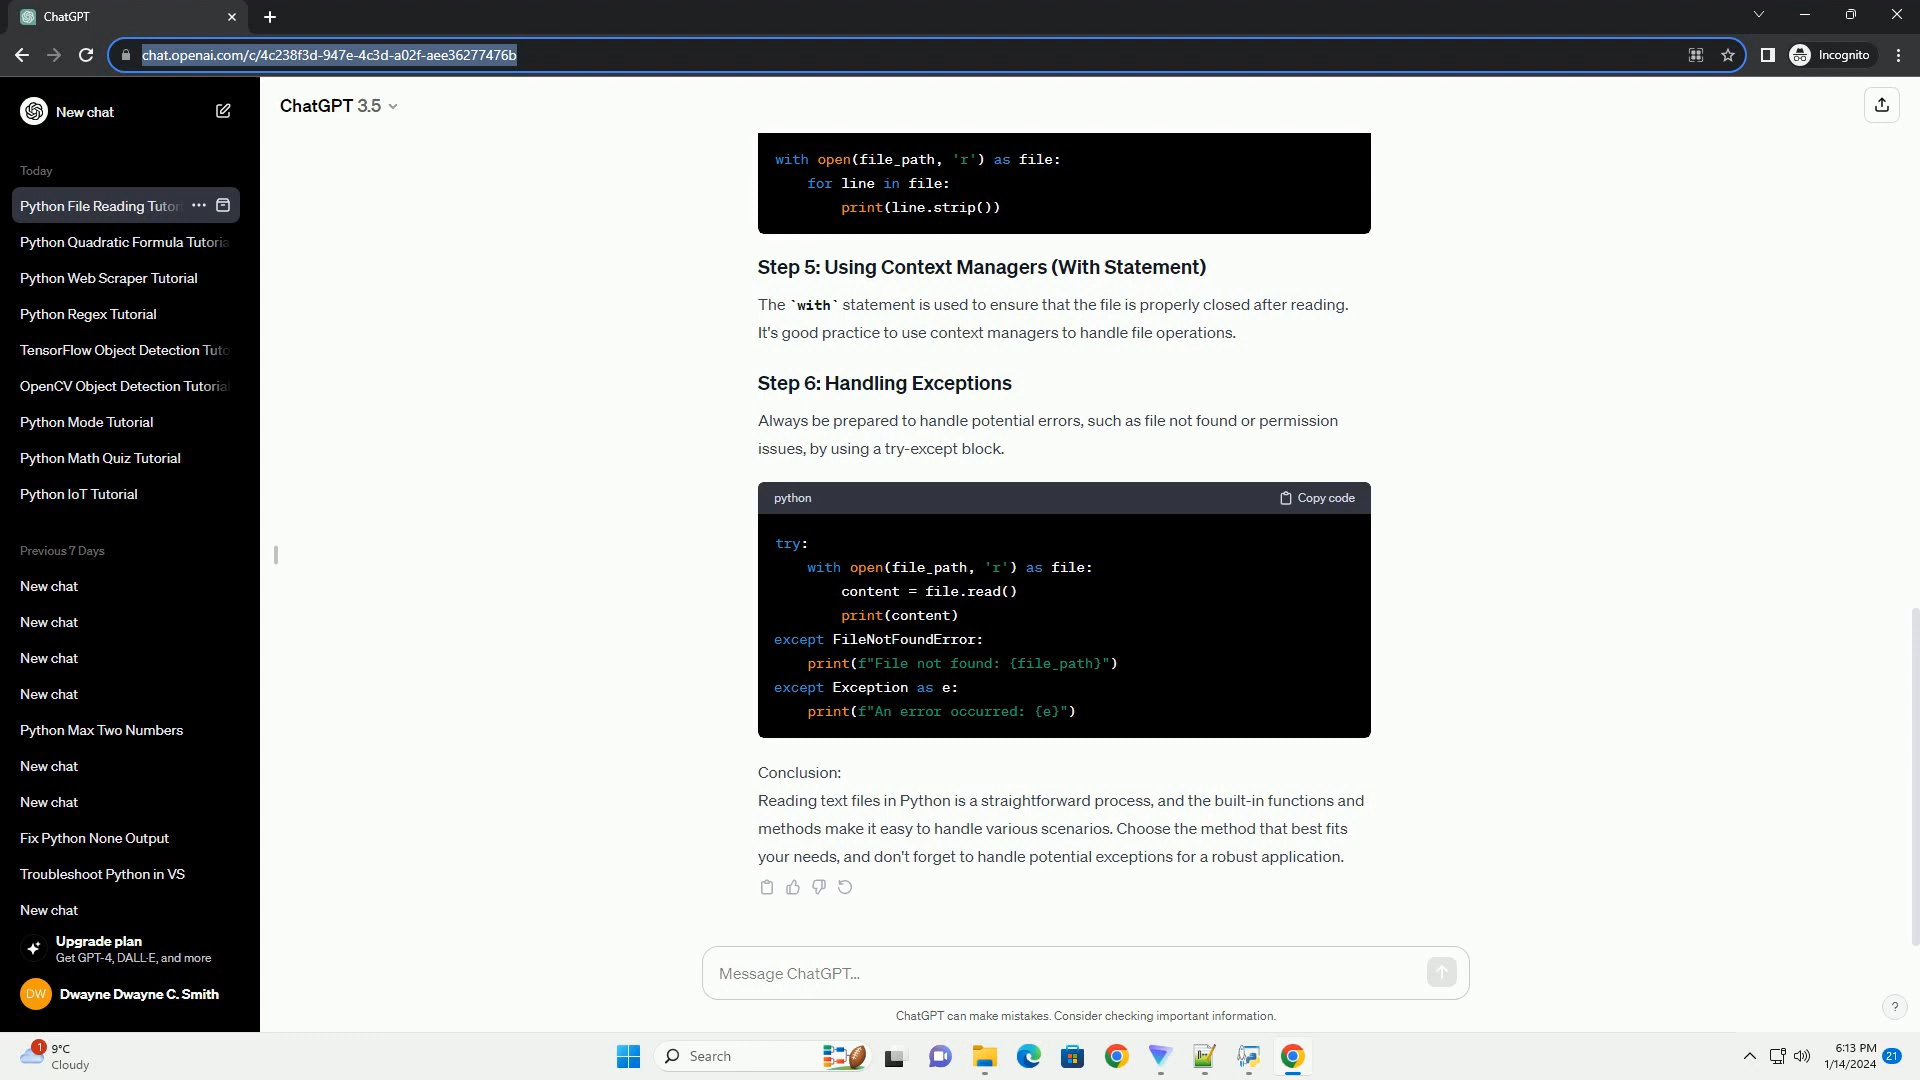 ChatGPT
chat.openai.com/c/4c238f3d-947e-4c3d-a02f-aee36277476b
Incognito
New chat
Today
Python File Reading Tutor
Python Quadratic Formula Tutoria
Python Web Scraper Tutorial
Python Regex Tutorial
TensorFlow Object Detection Tuto
OpenCV Object Detection Tutorial
Python Mode Tutorial
Python Math Quiz Tutorial
Python IoT Tutorial
Previous 7 Days
New chat
New chat
New chat
New chat
Python Max Two Numbers
New chat
New chat
Fix Python None Output
Troubleshoot Python in VS
New chat
Upgrade plan
Get GPT-4, DALL·E, and more
DW
Dwayne Dwayne C. Smith
ChatGPT 3.5
with open(file_path, 'r') as file:
for line in file:
print(line.strip())
Step 5: Using Context Managers (With Statement)
The `with` statement is used to ensure that the file is properly closed after reading.
It's good practice to use context managers to handle file operations.
Step 6: Handling Exceptions
Always be prepared to handle potential errors, such as file not found or permission
issues, by using a try-except block.
python
Copy code
try:
with open(file_path, 'r') as file:
content = file.read()
print(content)
except FileNotFoundError:
print(f"File not found: {file_path}")
except Exception as e:
print(f"An error occurred: {e}")
Conclusion:
Reading text files in Python is a straightforward process, and the built-in functions and
methods make it easy to handle various scenarios. Choose the method that best fits
your needs, and don't forget to handle potential exceptions for a robust application.
Message ChatGPT...
ChatGPT can make mistakes. Consider checking important information.
?
1
9°C
Cloudy
Search
6:13 PM
1/14/2024
21